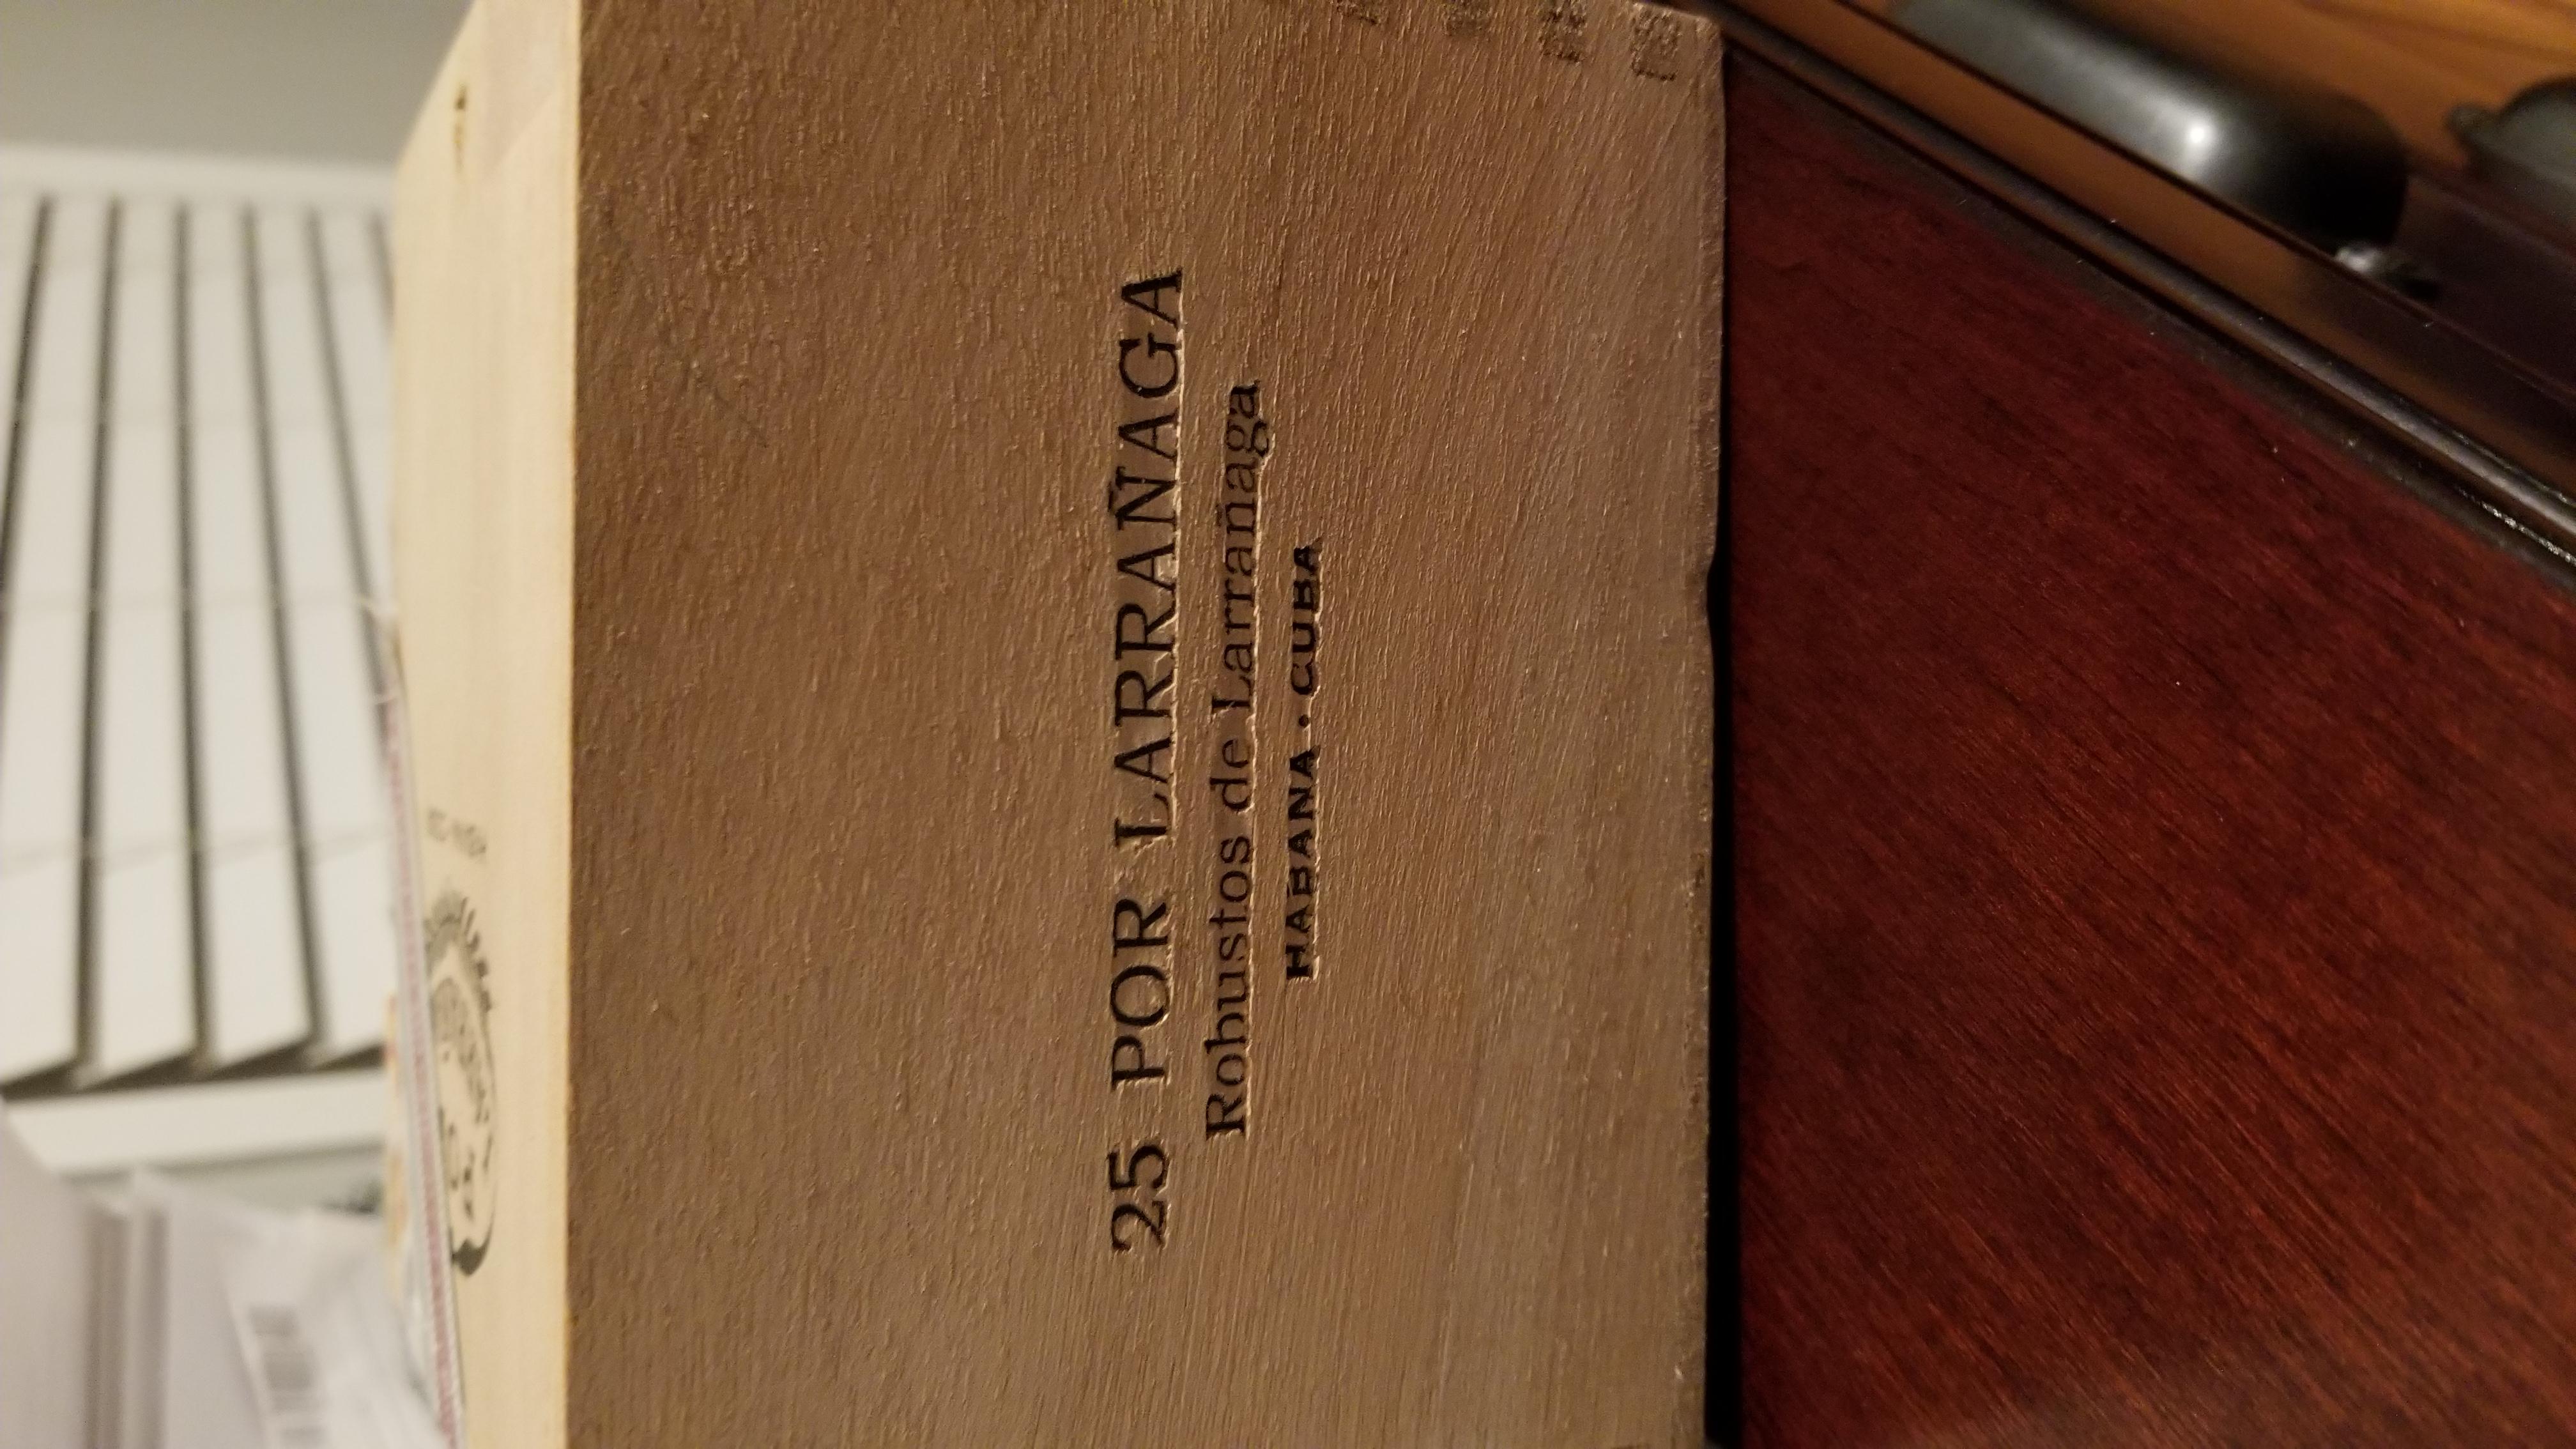 25 POR LARRAÑAGA
Robustos de Larrañaga
HABANA • CUBA